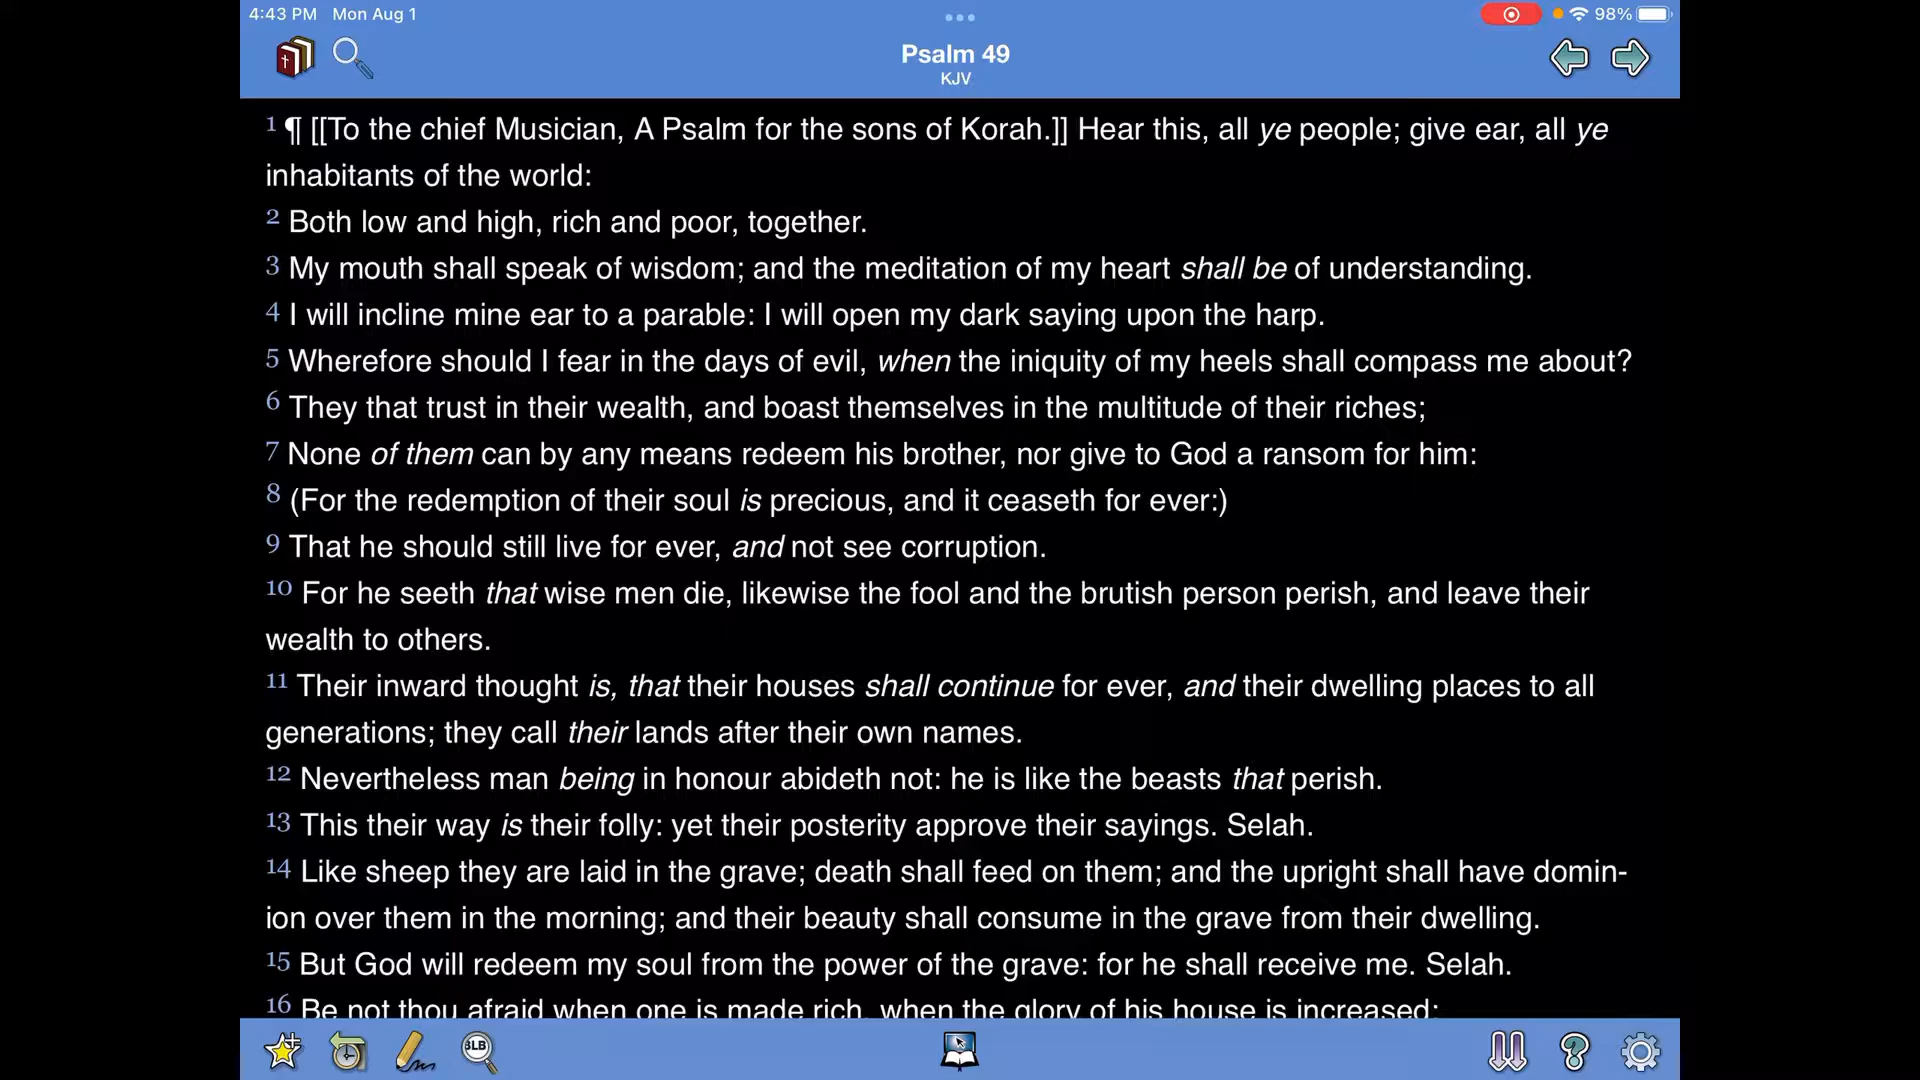 4:43 PM Mon Aug 1
98%
Psalm 49
KJV
1 ¶ [[To the chief Musician, A Psalm for the sons of Korah.]] Hear this, all ye people; give ear, all ye
inhabitants of the world:
2 Both low and high, rich and poor, together.
3 My mouth shall speak of wisdom; and the meditation of my heart shall be of understanding.
4 I will incline mine ear to a parable: I will open my dark saying upon the harp.
5 Wherefore should I fear in the days of evil, when the iniquity of my heels shall compass me about?
6 They that trust in their wealth, and boast themselves in the multitude of their riches;
7 None of them can by any means redeem his brother, nor give to God a ransom for him:
8 (For the redemption of their soul is precious, and it ceaseth for ever:)
9 That he should still live for ever, and not see corruption.
10 For he seeth that wise men die, likewise the fool and the brutish person perish, and leave their
wealth to others.
11 Their inward thought is, that their houses shall continue for ever, and their dwelling places to all
generations; they call their lands after their own names.
12 Nevertheless man being in honour abideth not: he is like the beasts that perish.
13 This their way is their folly: yet their posterity approve their sayings. Selah.
14 Like sheep they are laid in the grave; death shall feed on them; and the upright shall have domin-
ion over them in the morning; and their beauty shall consume in the grave from their dwelling.
15 But God will redeem my soul from the power of the grave: for he shall receive me. Selah.
16 Be not thou afraid when one is made rich, when the glory of his house is increased;
BLB